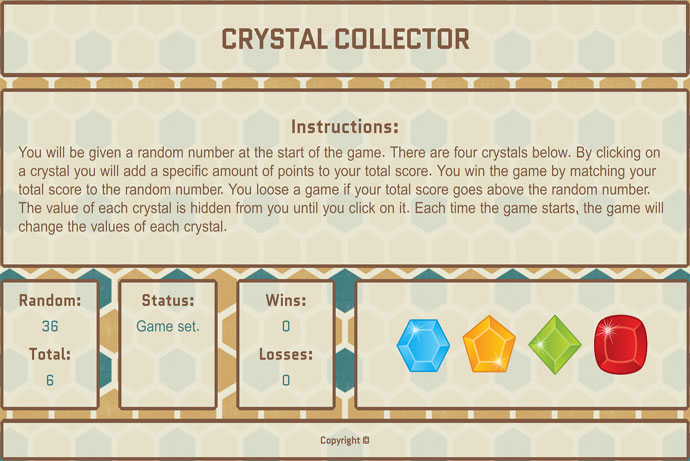 CRYSTAL COLLECTOR
Instructions:
You will be given a random number at the start of the game. There are four crystals below. By clicking on
a crystal you will add a specific amount of points to your total score. You win the game by matching your
total score to the random number. You loose a game if your total score goes above the random number.
The value of each crystal is hidden from you until you click on it. Each time the game starts, the game will
change the values of each crystal.
Random:
36
Total:
6
Status:
Game set.
Wins:
0
Losses:
0
Copyright ©